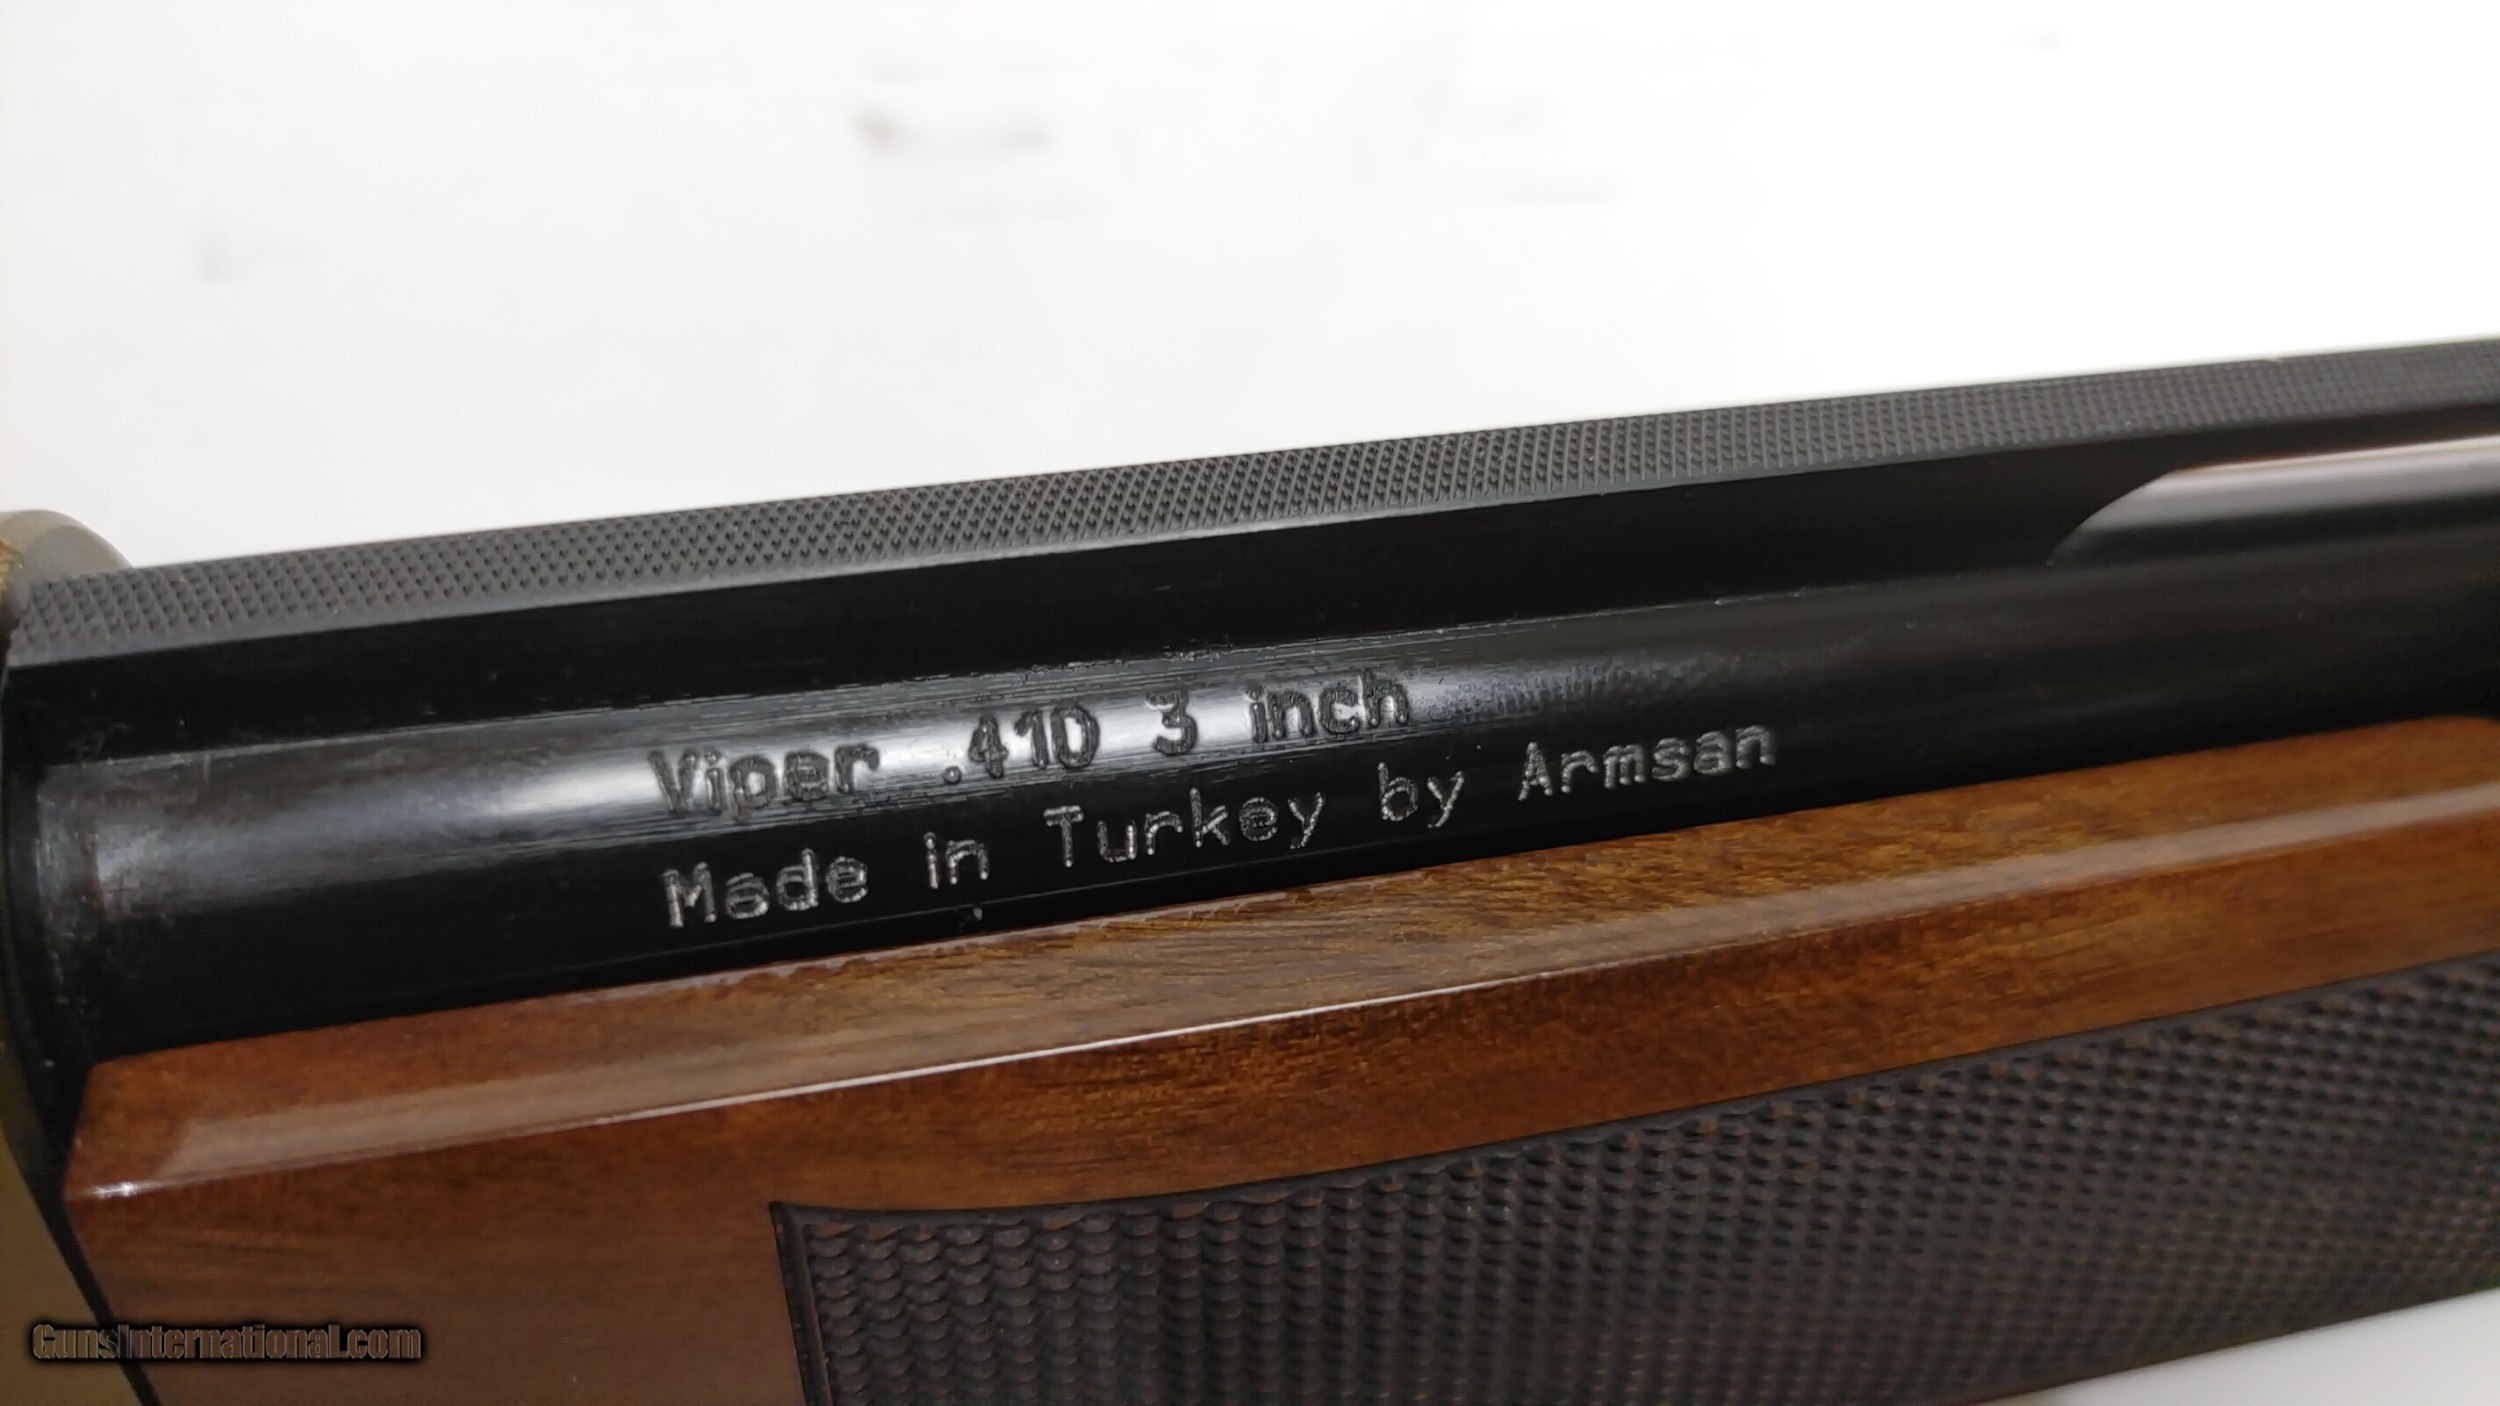 Viper .410 3 inch
Made in Turkey by Armsan
GunsInternational.com